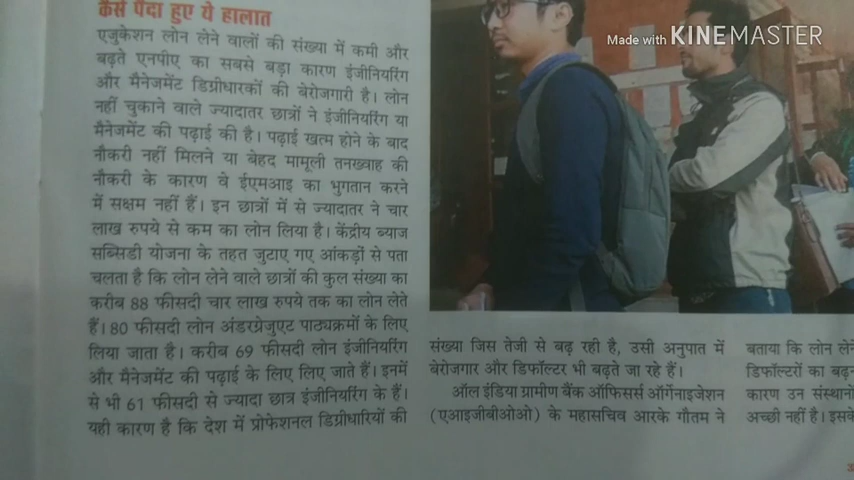 कैसे पैदा हुए ये हालात
एजुकेशन लोन लेने वालों की संख्या में कमी और
बढ़ते एनपीए का सबसे बड़ा कारण इंजीनियरिंग
और मैनेजमेंट डिग्रीधारकों की बेरोजगारी है। लोन
नहीं चुकाने वाले ज्यादातर छात्रों ने इंजीनियरिंग या
मैनेजमेंट की पढ़ाई की है। पढ़ाई खत्म होने के बाद
नौकरी नहीं मिलने या बेहद मामूली तनख्वाह की
नौकरी के कारण वे ईएमआइ का भुगतान करने
में सक्षम नहीं हैं। इन छात्रों में से ज्यादातर ने चार
लाख रुपये से कम का लोन लिया है। केंद्रीय ब्याज
सब्सिडी योजना के तहत जुटाए गए आंकड़ों से पता
चलता है कि लोन लेने वाले छात्रों की कुल संख्या का
करीब 88 फीसदी चार लाख रुपये तक का लोन लेते
हैं। 80 फीसदी लोन अंडरग्रेजुएट पाठ्यक्रमों के लिए
लिया जाता है। करीब 69 फीसदी लोन इंजीनियरिंग
और मैनेजमेंट की पढ़ाई के लिए लिए जाते हैं। इनमें
से भी 61 फीसदी से ज्यादा छात्र इंजीनियरिंग के हैं।
यही कारण है कि देश में प्रोफेशनल डिग्रीधारियों की
संख्या जिस तेजी से बढ़ रही है, उसी अनुपात में
बेरोजगार और डिफॉल्टर भी बढ़ते जा रहे हैं।
ऑल इंडिया ग्रामीण बैंक ऑफिसर्स ऑर्गेनाइजेशन
(एआइजीबीओओ) के महासचिव आरके गौतम ने
बताया कि लोन लेने
डिफॉल्टरों का बढ़न
कारण उन संस्थानों
अच्छी नहीं है। इसके
Made with KINEMASTER